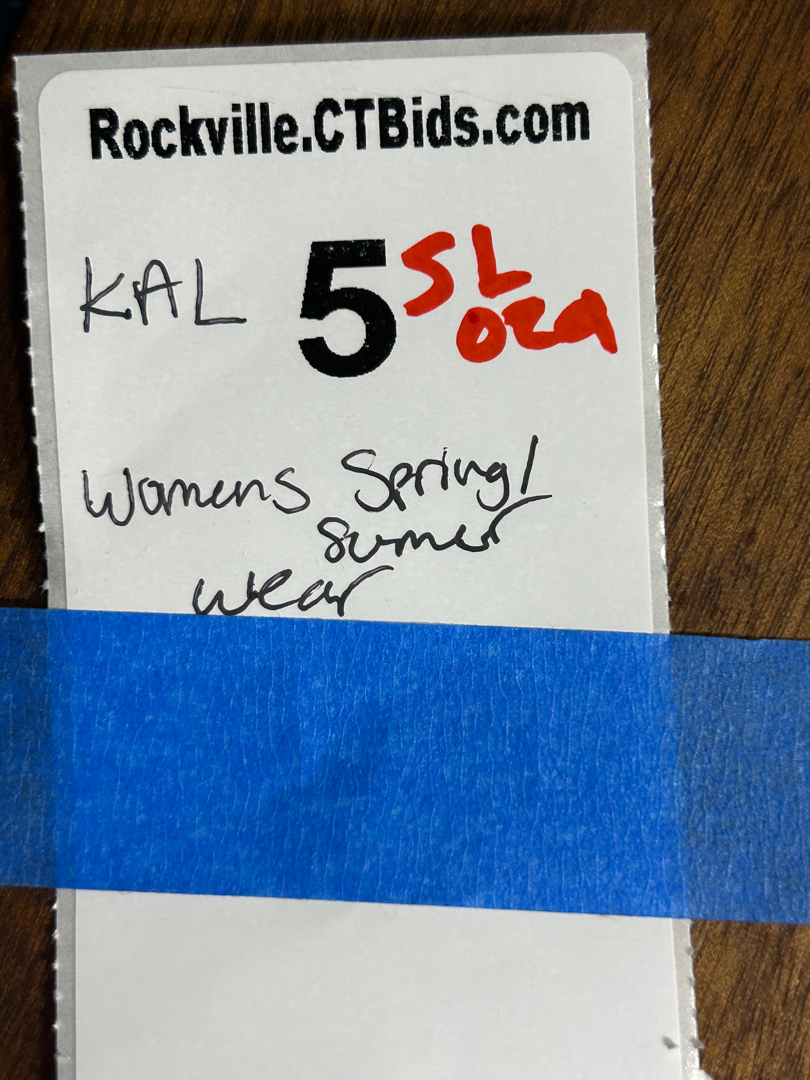 Rockville.CTBids.com
KAL 5 SL
029
Womens Spring/
Sumer
wear